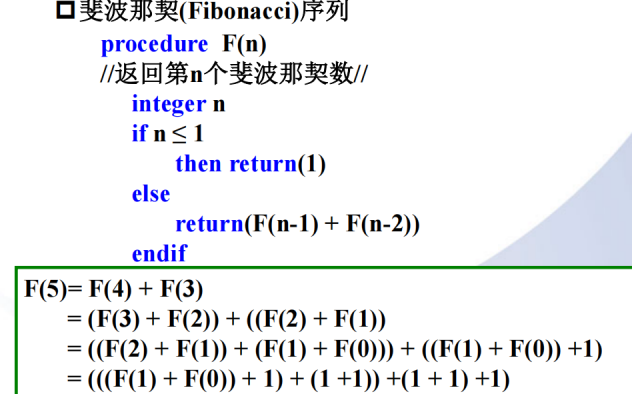 斐波那契(Fibonacci)序列
procedure F(n)
//返回第n个斐波那契数//
integer n
if n ≤ 1
then return(1)
else
return(F(n-1) + F(n-2))
endif
F(5)= F(4) + F(3)
= (F(3) + F(2)) + ((F(2) + F(1))
= ((F(2) + F(1)) + (F(1) + F(0))) + ((F(1) + F(0)) +1)
= (((F(1) + F(0)) + 1) + (1 +1)) +(1 + 1) +1)